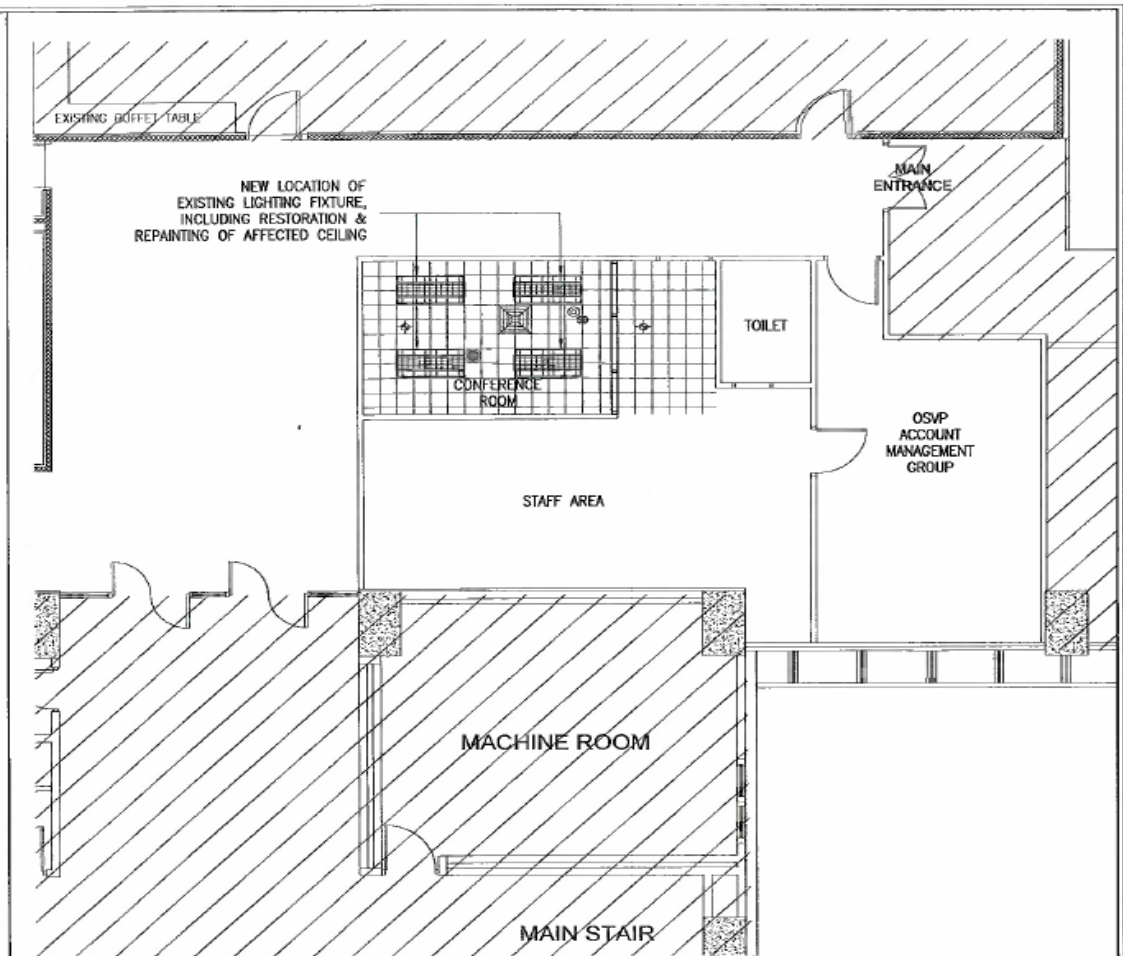 EXISTING BUFFET TABLE
MAIN
ENTRANCE
NEW LOCATION OF
EXISTING LIGHTING FIXTURE,
INCLUDING RESTORATION &
REPAINTING OF AFFECTED CEILING
TOILET
CONFERENCE
ROOM
OSVP
ACCOUNT
MANAGEMENT
GROUP
STAFF AREA
MACHINE ROOM
MAIN STAIR